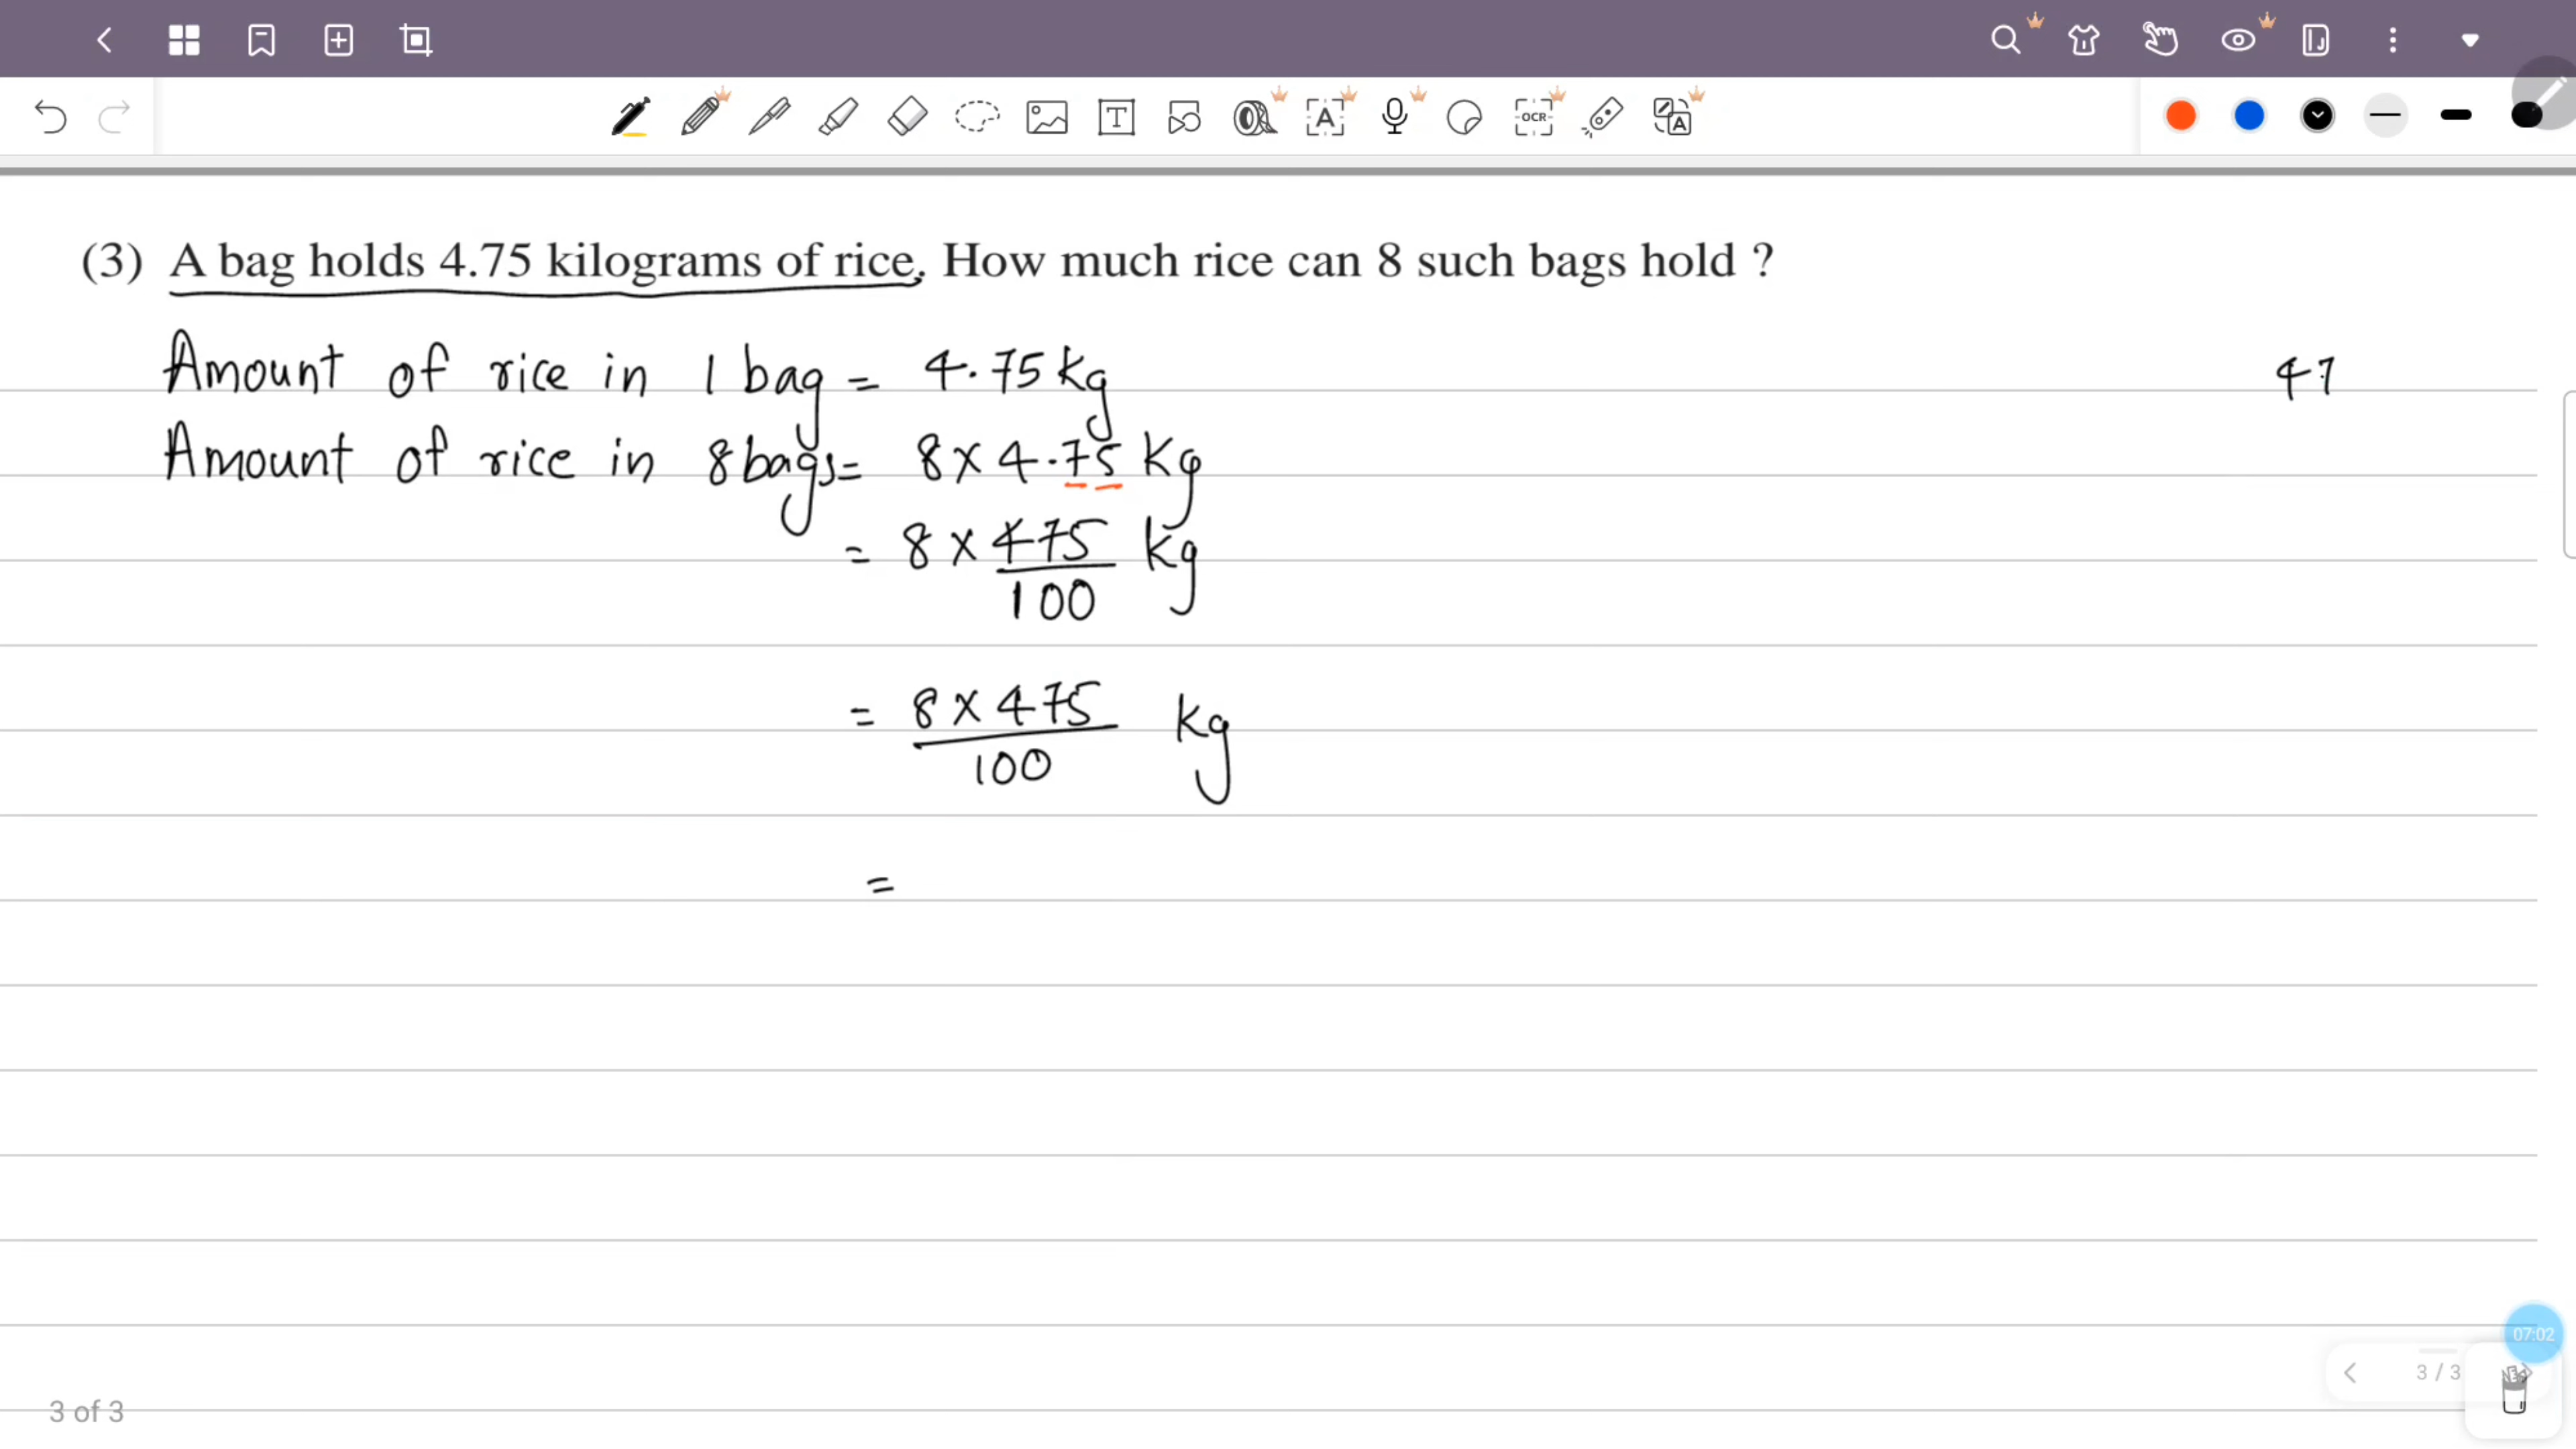 OCR
A
A
(3) A bag holds 4.75 kilograms of rice. How much rice can 8 such bags hold ?
Amount of rice in 1 bag = 4.75 kg
47
Amount of rice in 8 bags = 8 × 4.75 kg
= 8 × 475/100 kg
= 8 × 475/100 kg
=
07:02
3 / 3
3 of 3